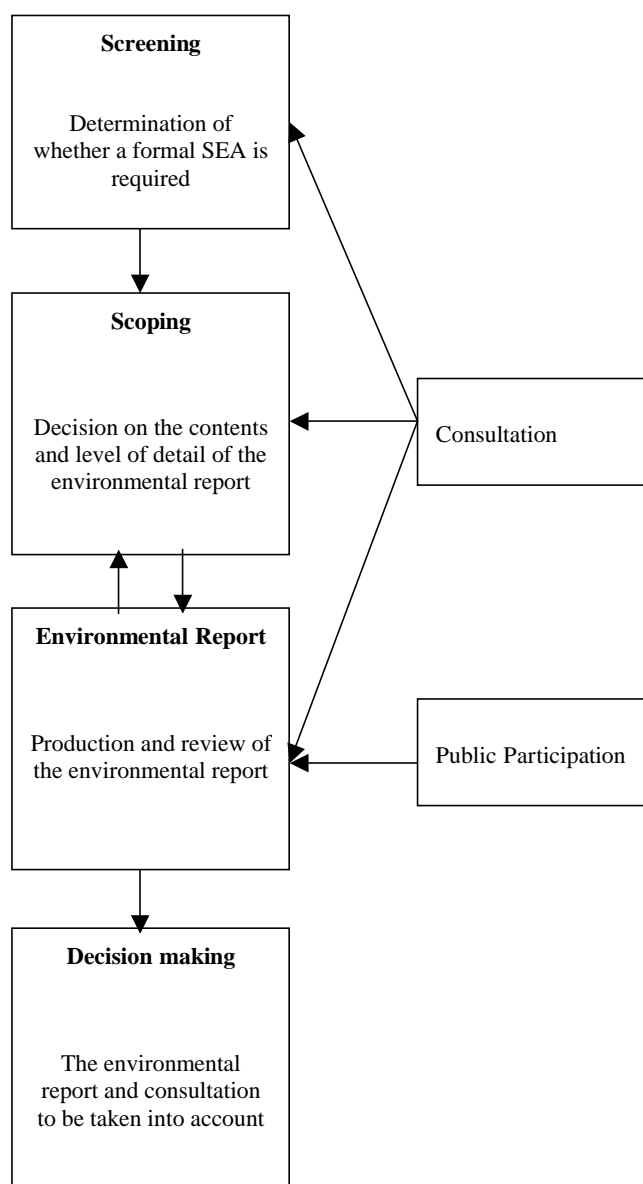 Screening
Determination of
whether a formal SEA is
required
Scoping
Decision on the contents
and level of detail of the
environmental report
Consultation
Environmental Report
Production and review of
the environmental report
Public Participation
Decision making
The environmental
report and consultation
to be taken into account